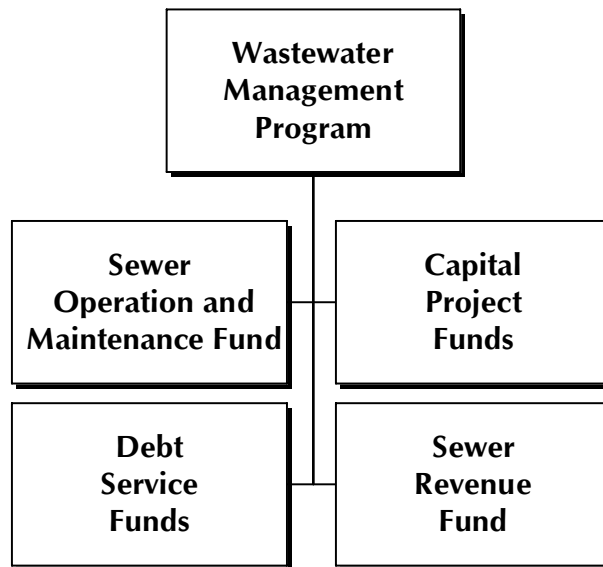 Wastewater
Management
Program
Sewer
Operation and
Maintenance Fund
Capital
Project
Funds
Debt
Service
Funds
Sewer
Revenue
Fund